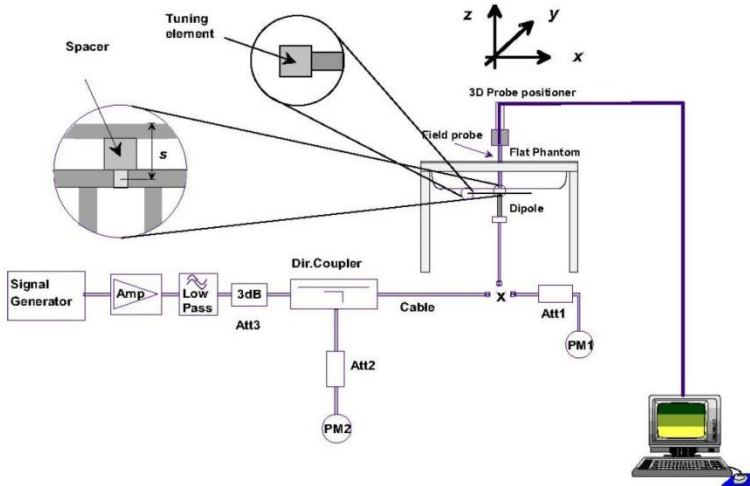 Tuning
element
Spacer
s
z
y
x
3D Probe positioner
Field probe
Flat Phantom
Dipole
Dir.Coupler
Signal
Generator
Amp
Low
Pass
3dB
Att3
Cable
x
Att1
PM1
Att2
PM2